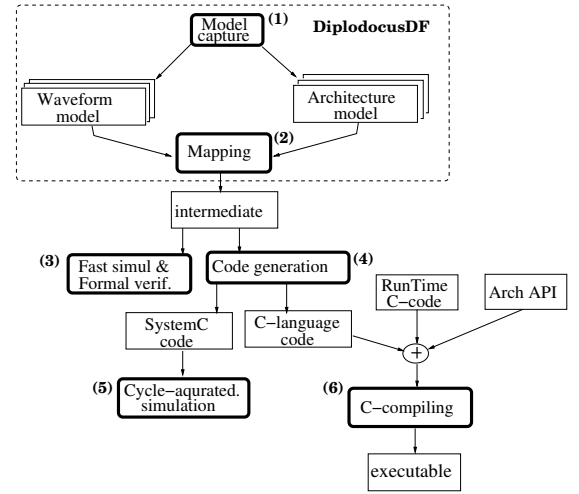 Model
capture
(1)
DiplodocusDF
Waveform
model
Architecture
model
Mapping
(2)
intermediate
(3)
Fast simul &
Formal verif.
Code generation
(4)
RunTime
C-code
Arch API
SystemC
code
C-language
code
+
(5)
Cycle-aqurated.
simulation
(6)
C-compiling
executable